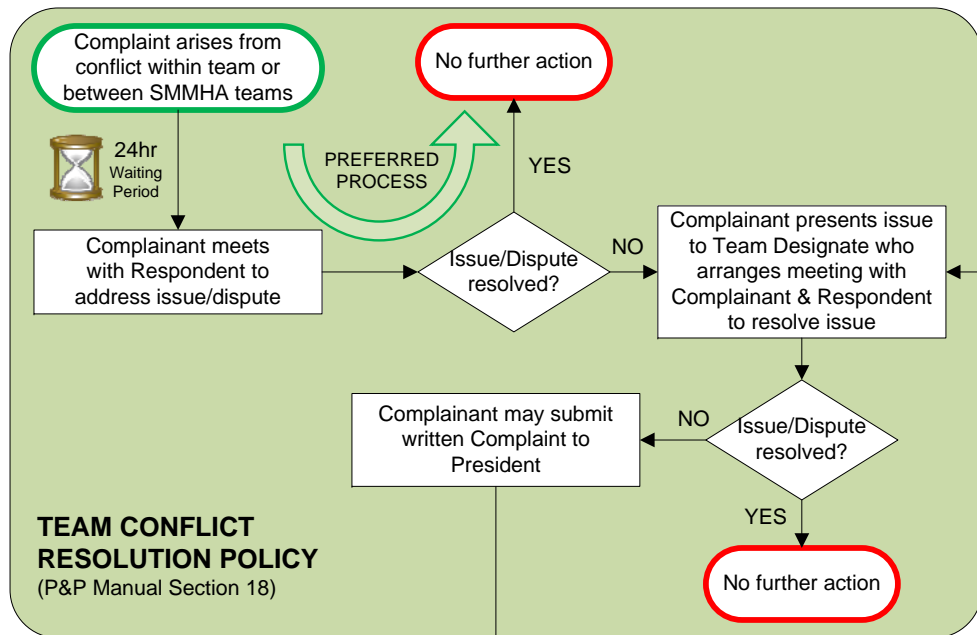 Complaint arises from
conflict within team or
between SMMHA teams
No further action
24hr
Waiting
Period
PREFERRED
PROCESS
YES
Complainant meets
with Respondent to
address issue/dispute
Issue/Dispute
resolved?
NO
Complainant presents issue
to Team Designate who
arranges meeting with
Complainant & Respondent
to resolve issue
Complainant may submit
written Complaint to
President
NO
Issue/Dispute
resolved?
YES
No further action
TEAM CONFLICT
RESOLUTION POLICY
(P&P Manual Section 18)